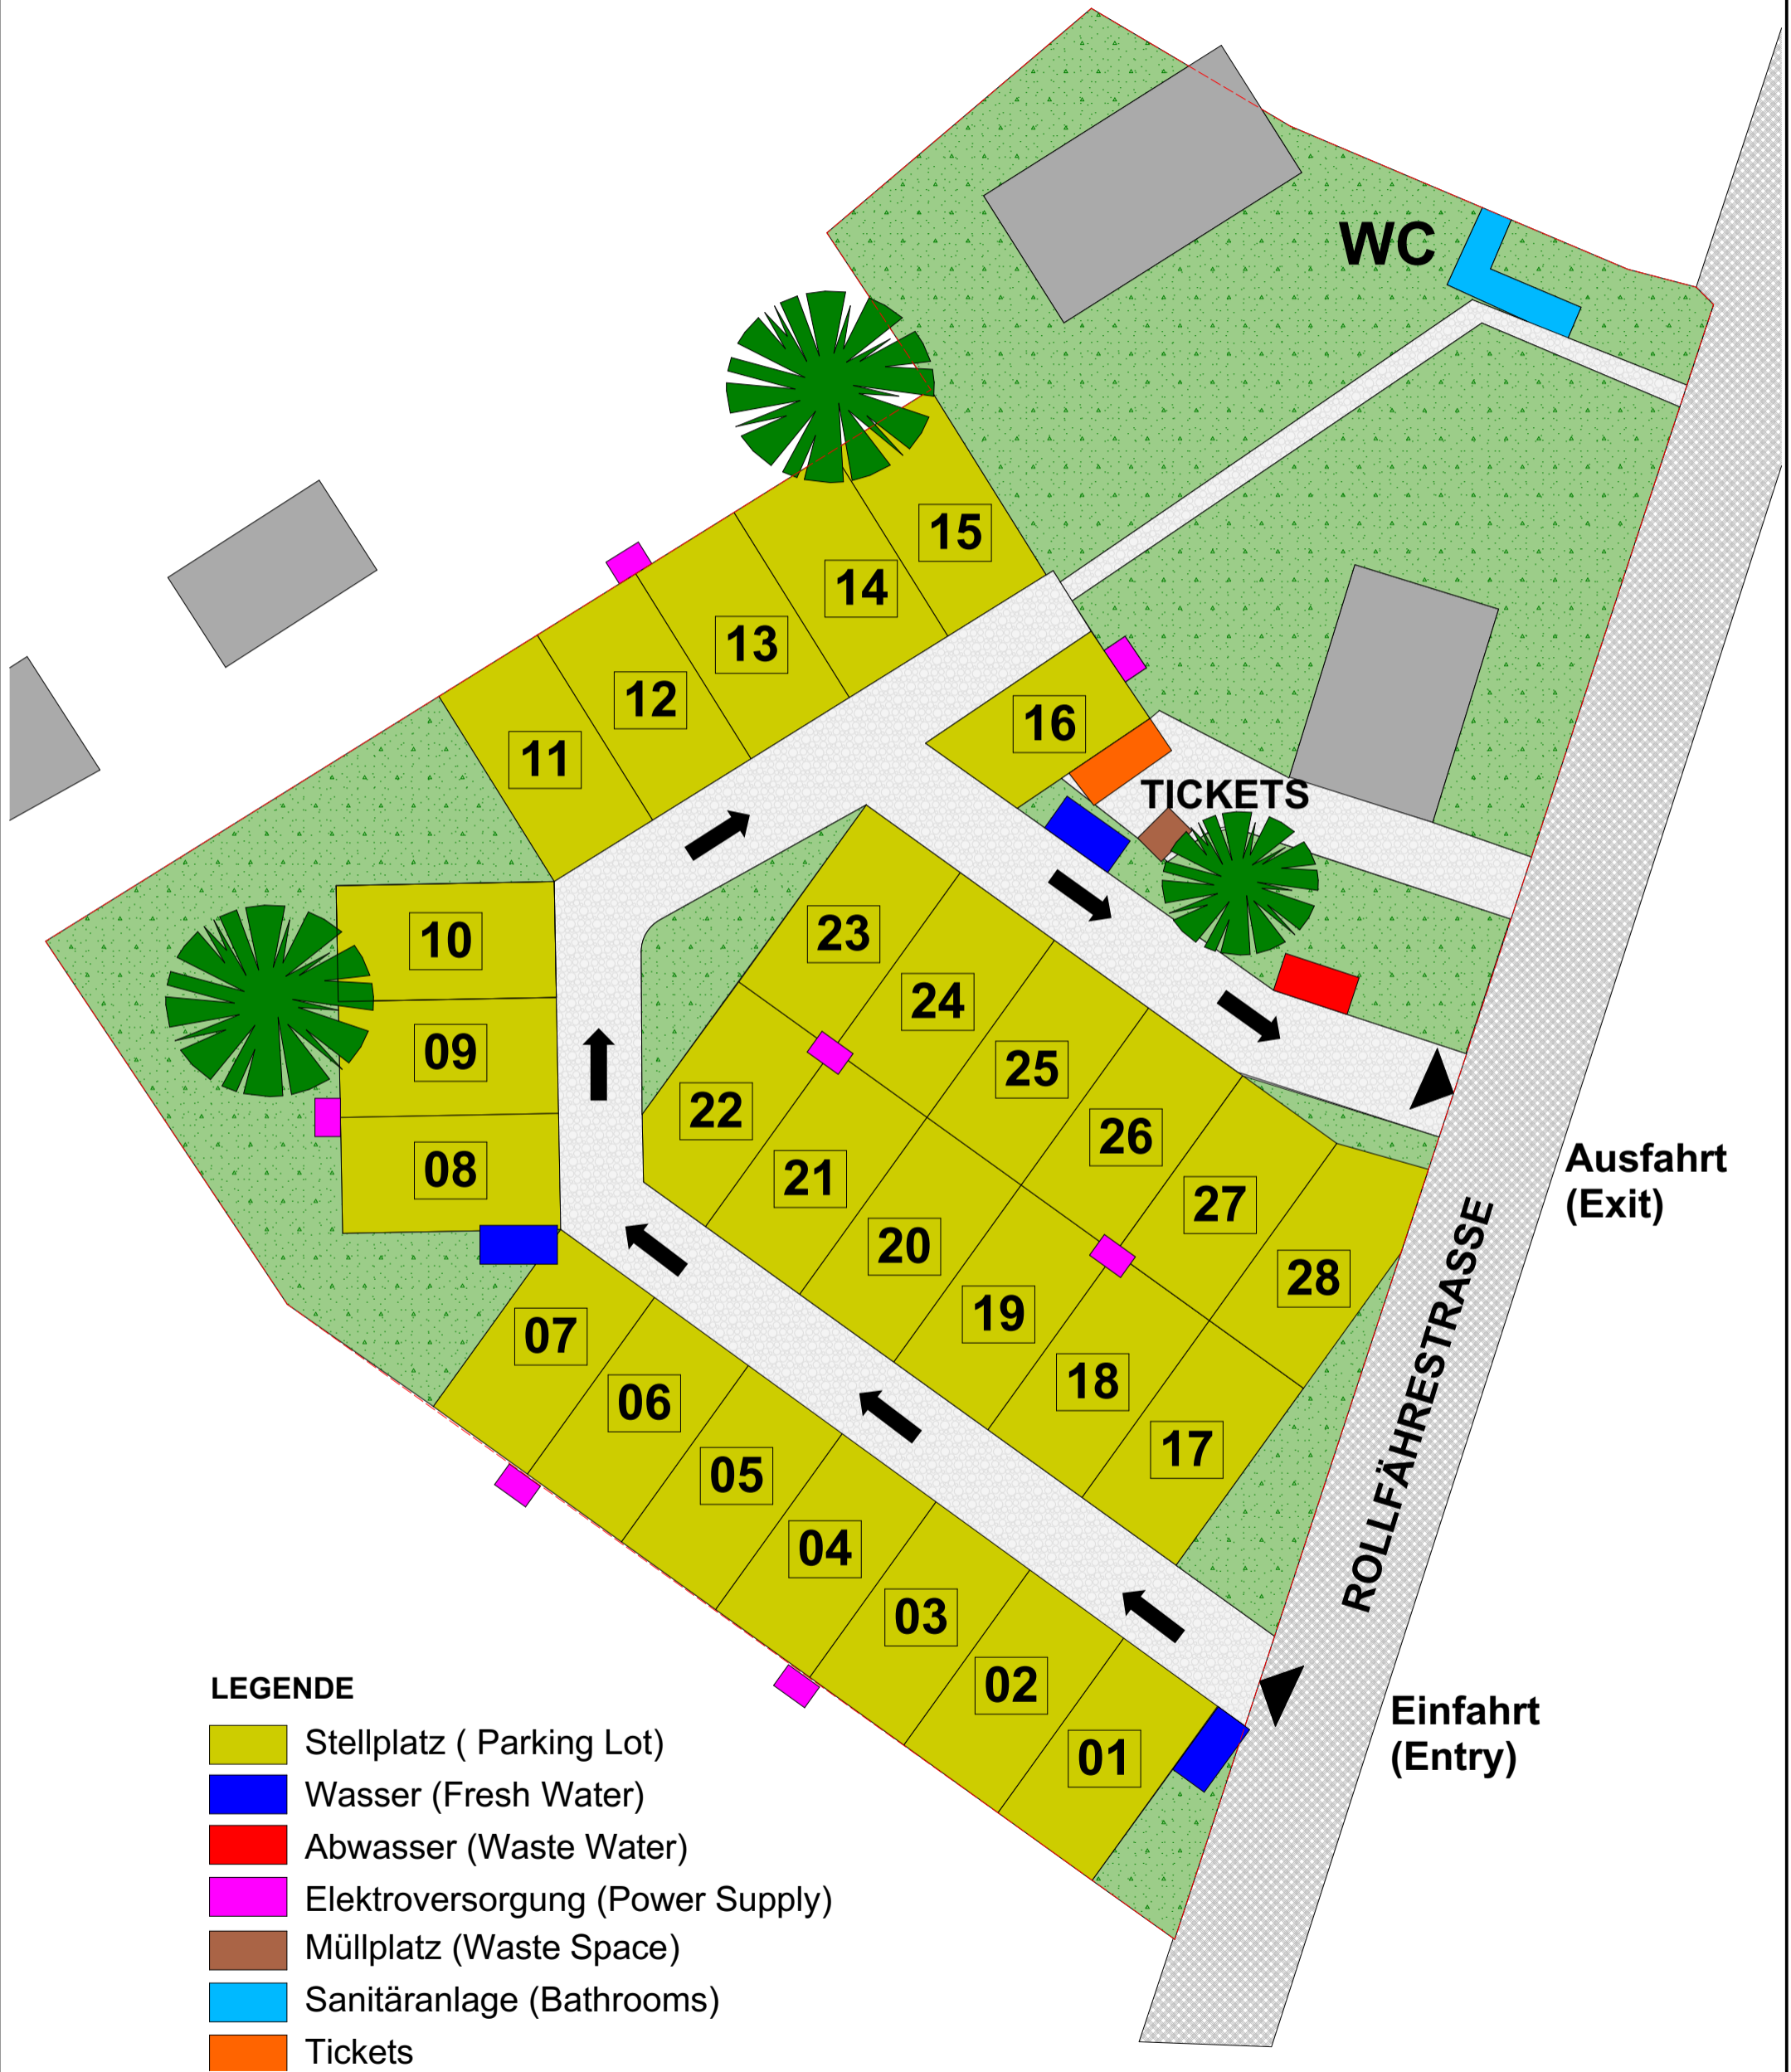 WC
15
14
13
12
11
16
TICKETS
10
09
08
23
24
25
26
27
28
22
21
20
19
18
17
07
06
05
04
03
02
01
Ausfahrt
(Exit)
ROLLFÄHRESTRASSE
Einfahrt
(Entry)
LEGENDE
Stellplatz ( Parking Lot)
Wasser (Fresh Water)
Abwasser (Waste Water)
Elektroversorgung (Power Supply)
Müllplatz (Waste Space)
Sanitäranlage (Bathrooms)
Tickets